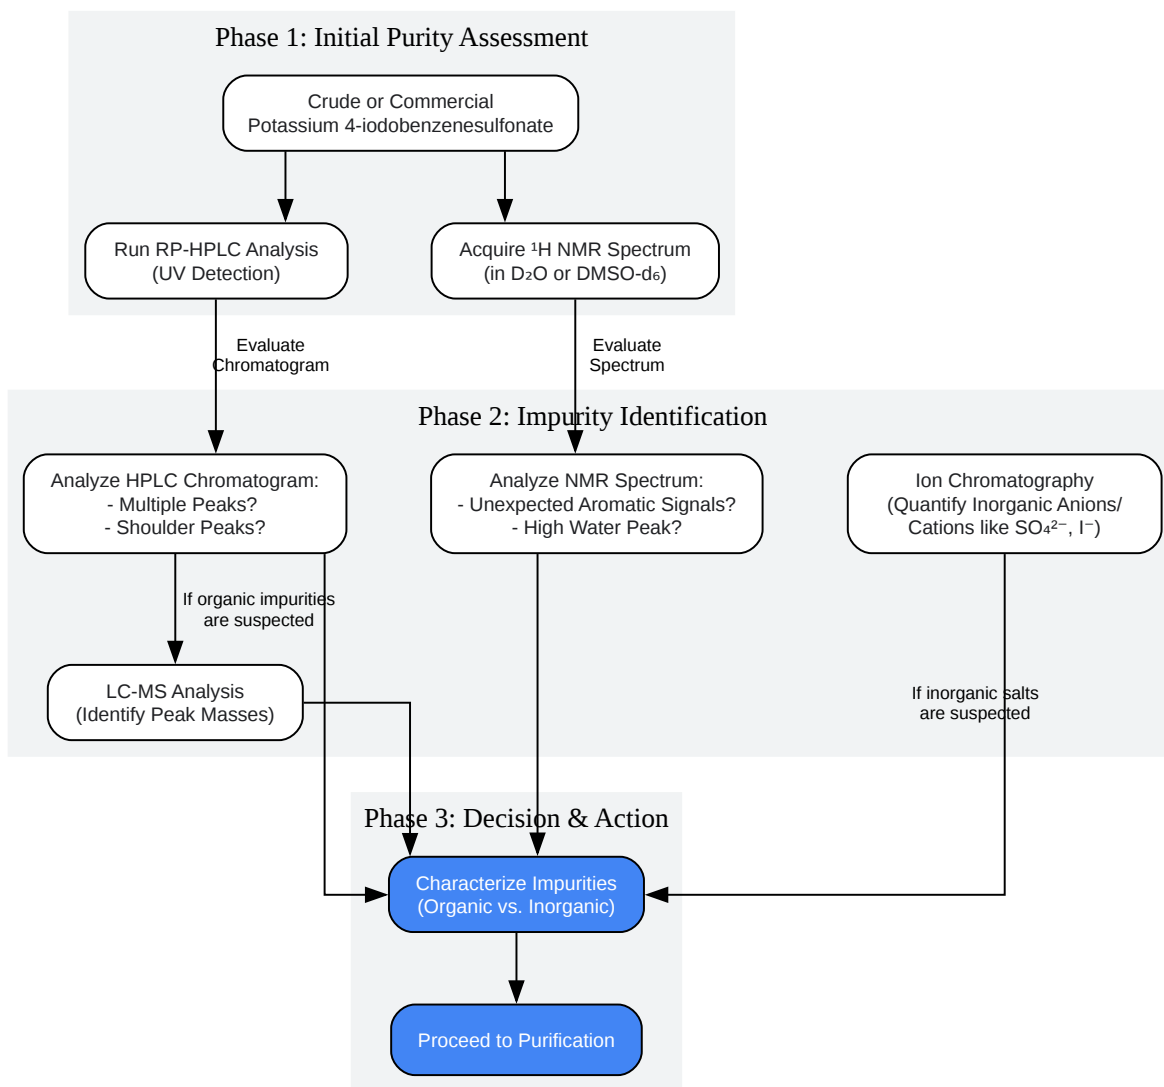 Phase 1: Initial Purity Assessment
Crude or Commercial
Potassium 4-iodobenzenesulfonate
Run RP-HPLC Analysis
(UV Detection)
Acquire ¹H NMR Spectrum
(in D₂O or DMSO-d₆)
Evaluate
Chromatogram
Evaluate
Spectrum
Phase 2: Impurity Identification
Analyze HPLC Chromatogram:
- Multiple Peaks?
- Shoulder Peaks?
Analyze NMR Spectrum:
- Unexpected Aromatic Signals?
- High Water Peak?
Ion Chromatography
(Quantify Inorganic Anions/
Cations like SO₄²⁻, I⁻)
If organic impurities
are suspected
LC-MS Analysis
(Identify Peak Masses)
If inorganic salts
are suspected
Phase 3: Decision & Action
Characterize Impurities
(Organic vs. Inorganic)
Proceed to Purification